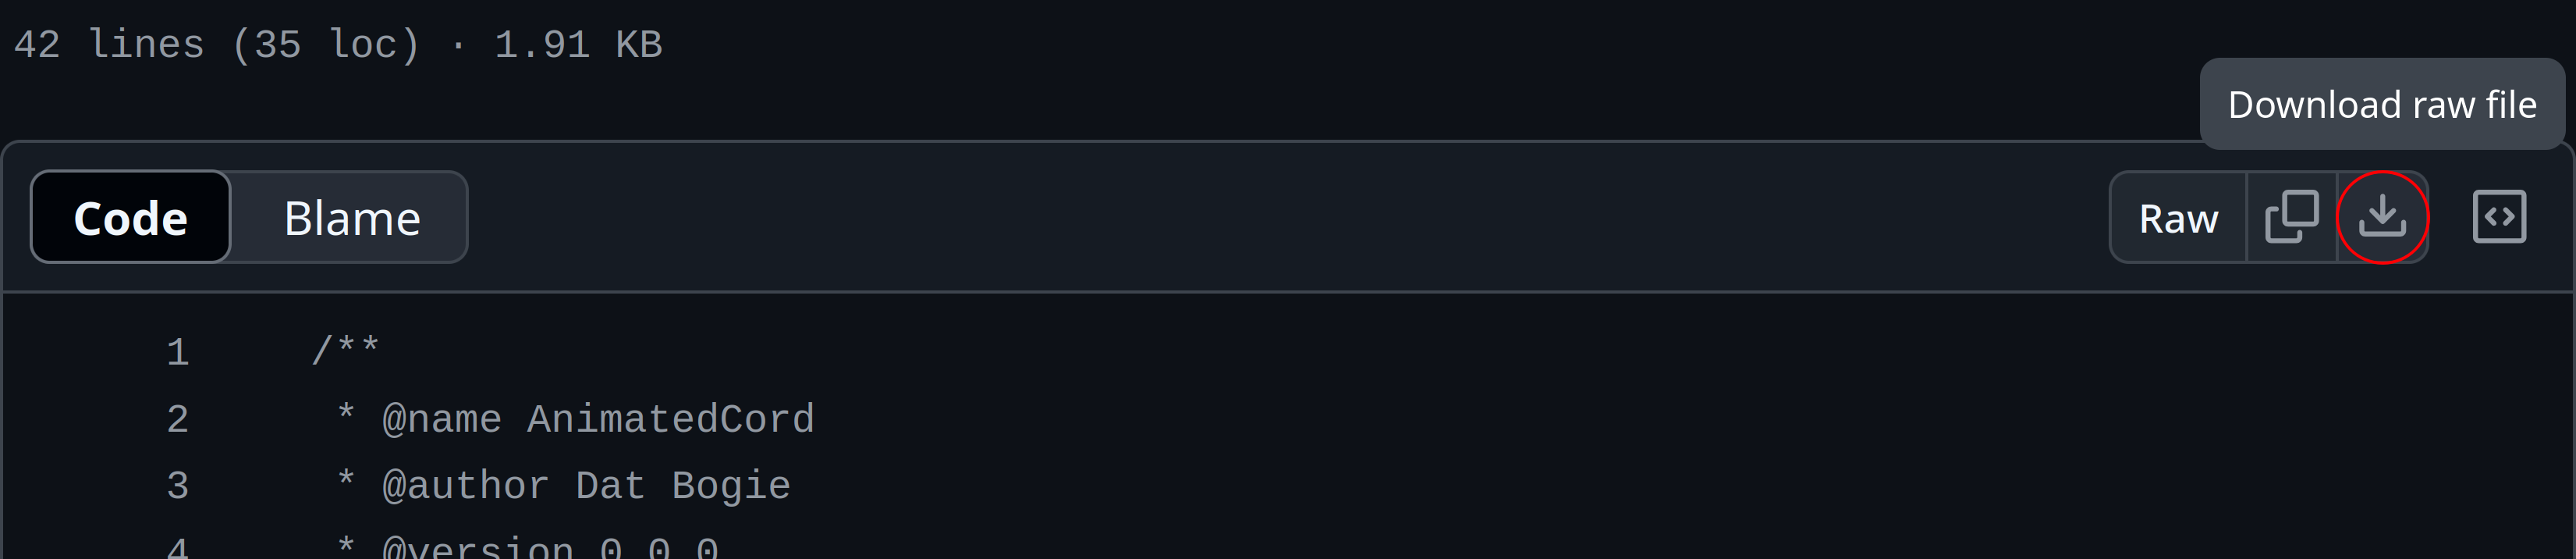 42 lines (35 loc) · 1.91 KB
Download raw file
Code Blame Raw
1 /**
2  * @name AnimatedCord
3  * @author Dat Bogie
4  * @version 0.0.0